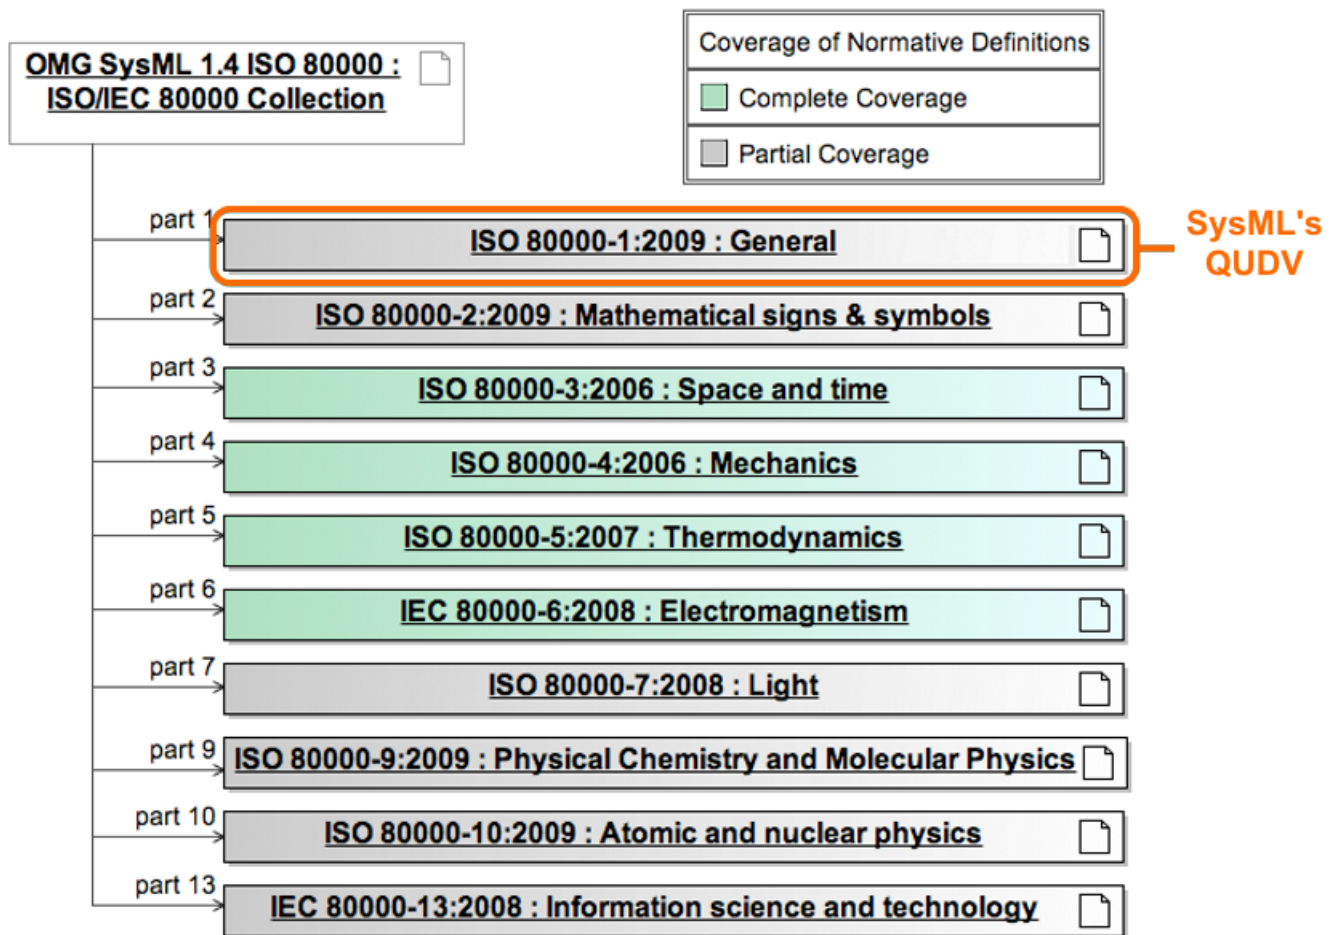 OMG SysML 1.4 ISO 80000 :
ISO/IEC 80000 Collection
Coverage of Normative Definitions
Complete Coverage
Partial Coverage
part 1
ISO 80000-1:2009 : General
SysML's
QUDV
part 2
ISO 80000-2:2009 : Mathematical signs & symbols
part 3
ISO 80000-3:2006 : Space and time
part 4
ISO 80000-4:2006 : Mechanics
part 5
ISO 80000-5:2007 : Thermodynamics
part 6
IEC 80000-6:2008 : Electromagnetism
part 7
ISO 80000-7:2008 : Light
part 9
ISO 80000-9:2009 : Physical Chemistry and Molecular Physics
part 10
ISO 80000-10:2009 : Atomic and nuclear physics
part 13
IEC 80000-13:2008 : Information science and technology